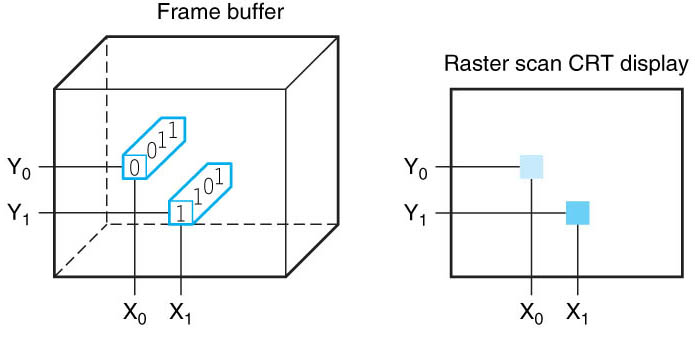 Frame buffer
Raster scan CRT display
0011
Y0
Y0
1101
Y1
Y1
X0 X1
X0 X1